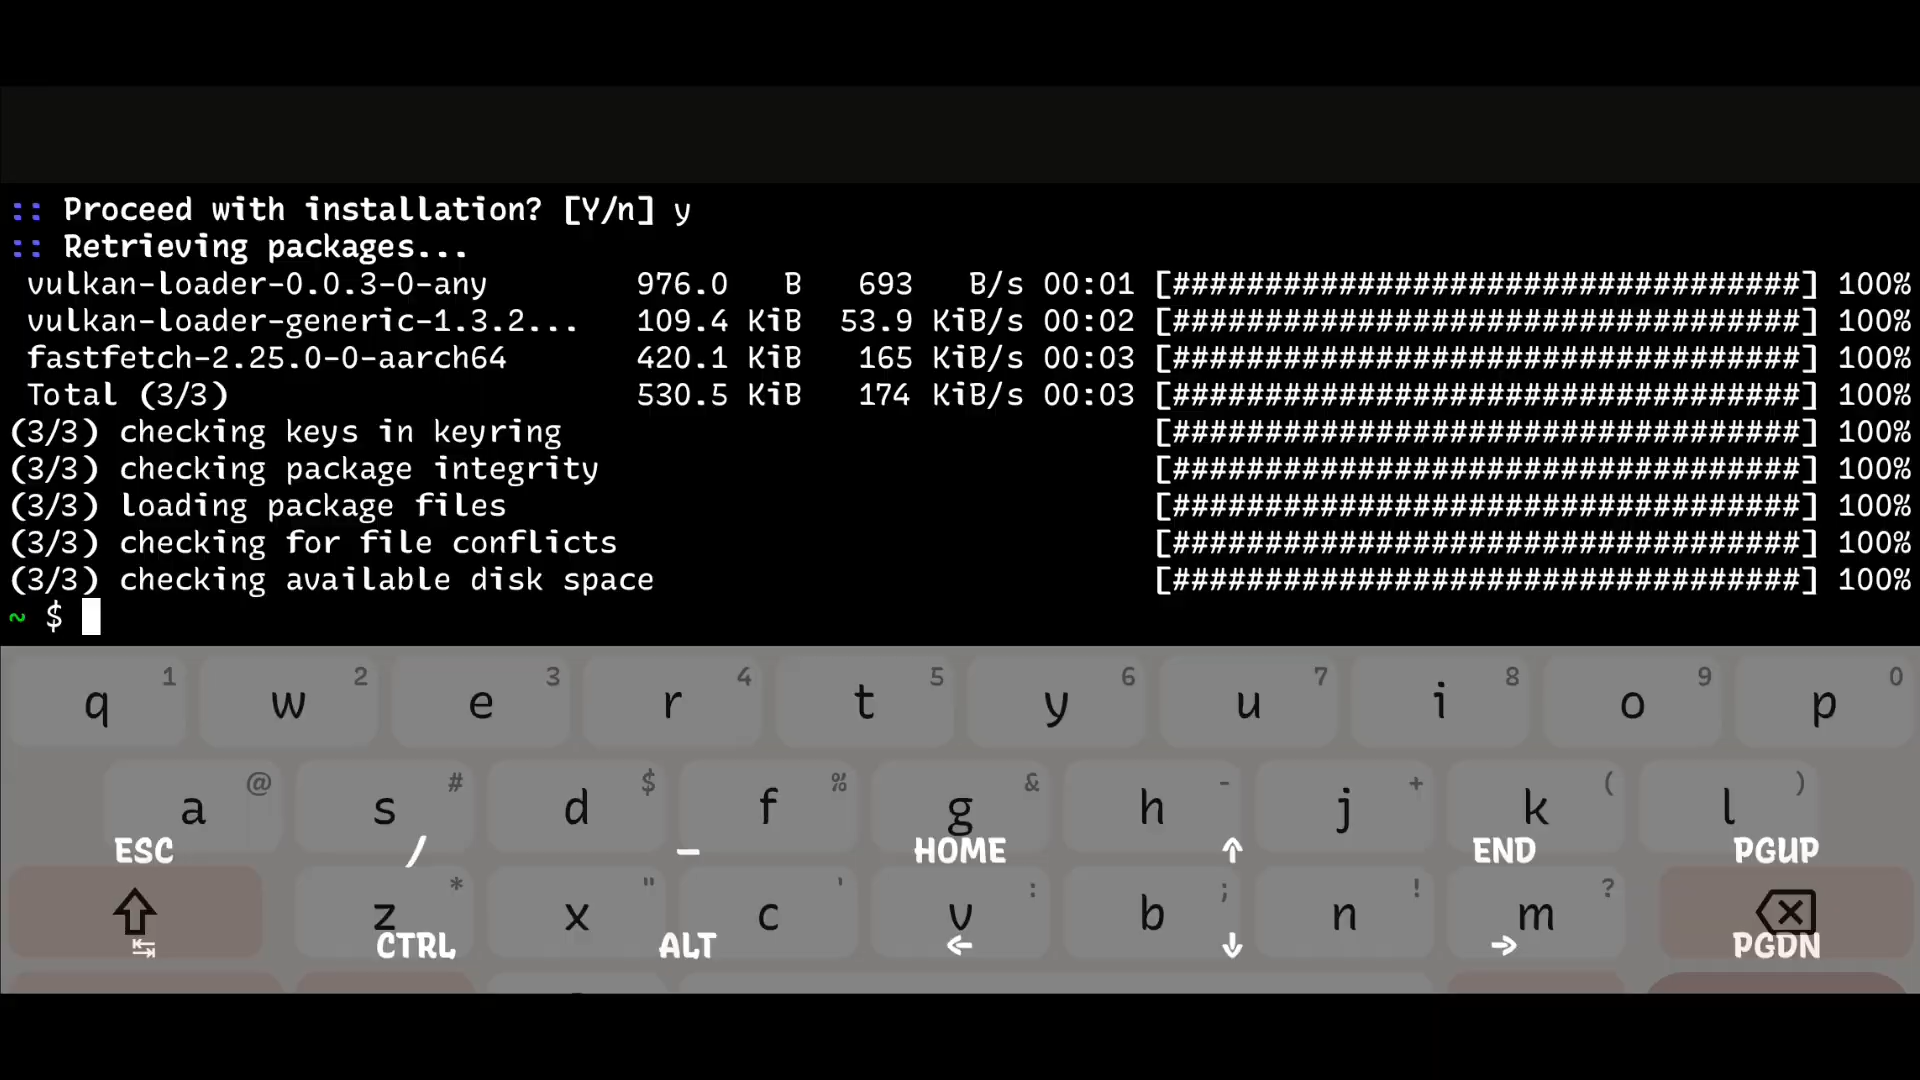 :: Proceed with installation? [Y/n] y
:: Retrieving packages...
vulkan-loader-0.0.3-0-any 976.0 B 693 B/s 00:01 [##################################] 100%
vulkan-loader-generic-1.3.2... 109.4 KiB 53.9 KiB/s 00:02 [##################################] 100%
fastfetch-2.25.0-0-aarch64 420.1 KiB 165 KiB/s 00:03 [##################################] 100%
Total (3/3) 530.5 KiB 174 KiB/s 00:03 [##################################] 100%
(3/3) checking keys in keyring [##################################] 100%
(3/3) checking package integrity [##################################] 100%
(3/3) loading package files [##################################] 100%
(3/3) checking for file conflicts [##################################] 100%
(3/3) checking available disk space [##################################] 100%
~ $
q 1 w 2 e 3 r 4 t 5 y 6 u 7 i 8 o 9 p 0
a @ s # d $ f % g & h - j + k ( l )
ESC / – HOME ↑ END PGUP
z * x " c ' v : b ; n ! m ?
↹ CTRL ALT ← ↓ → PGDN